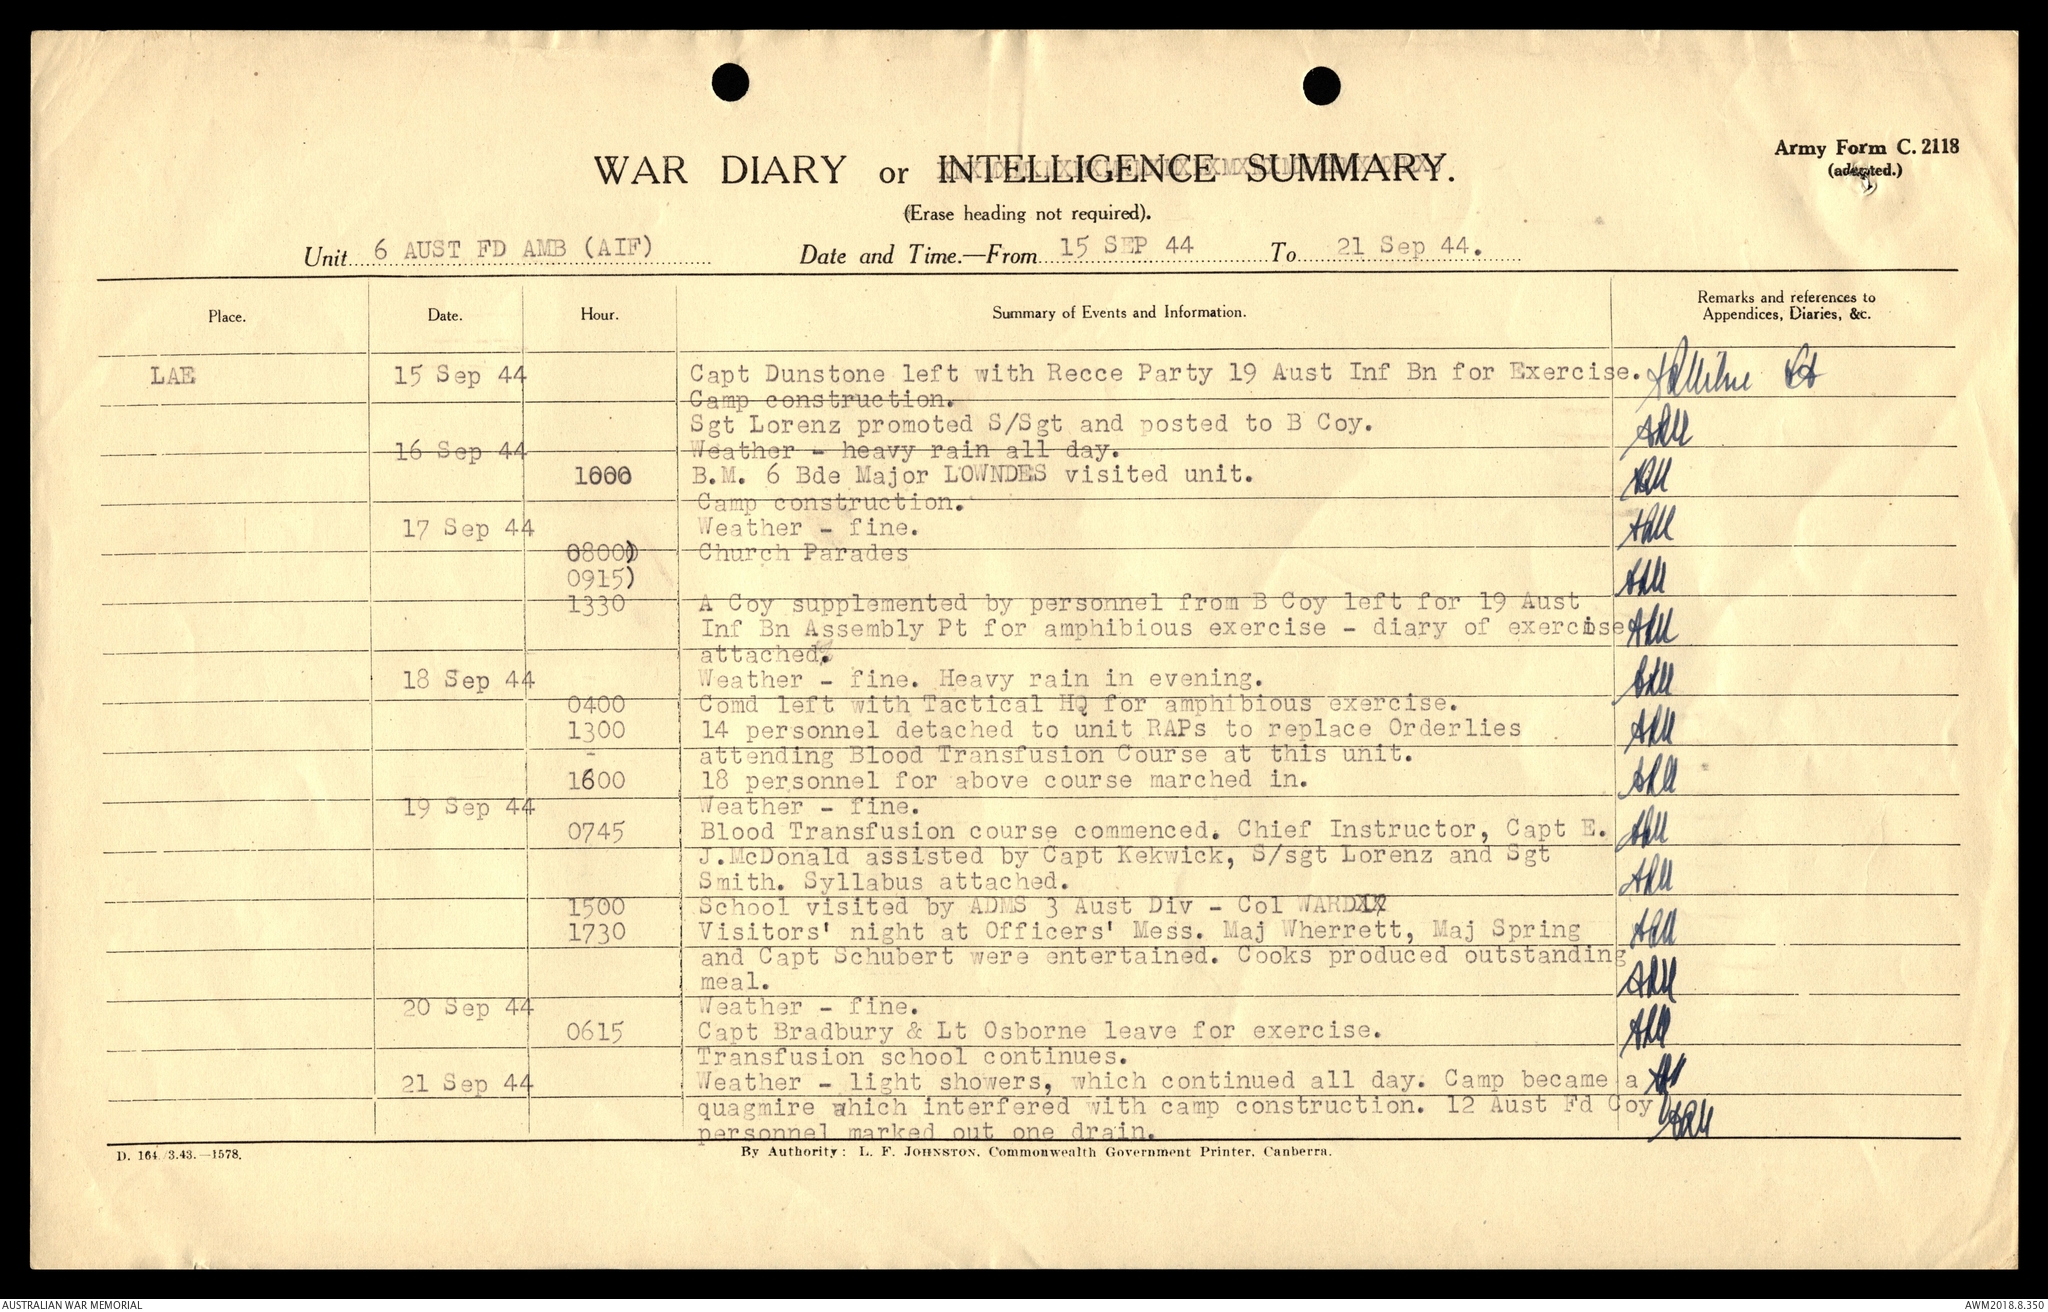 Army Form C. 2118
(adapted.)
WAR DIARY or INTELLIGENCE SUMMARY.
(Erase heading not required).
Unit 6 AUST FD AMB (AIF) Date and Time.—From 15 SEP 44 To 21 Sep 44.
Place. Date. Hour. Summary of Events and Information. Remarks and references to
Appendices, Diaries, &c.
LAE 15 Sep 44 Capt Dunstone left with Recce Party 19 Aust Inf Bn for Exercise.
Camp construction.
Sgt Lorenz promoted S/Sgt and posted to B Coy.
16 Sep 44 Weather - heavy rain all day.
1000 B.M. 6 Bde Major LOWNDES visited unit.
Camp construction.
17 Sep 44 Weather - fine.
0800) Church Parades
0915)
1330 A Coy supplemented by personnel from B Coy left for 19 Aust
Inf Bn Assembly Pt for amphibious exercise - diary of exercise
attached.
18 Sep 44 Weather - fine. Heavy rain in evening.
0400 Comd left with Tactical HQ for amphibious exercise.
1300 14 personnel detached to unit RAPs to replace Orderlies
- attending Blood Transfusion Course at this unit.
1600 18 personnel for above course marched in.
19 Sep 44 Weather - fine.
0745 Blood Transfusion course commenced. Chief Instructor, Capt E.
J.McDonald assisted by Capt Kekwick, S/sgt Lorenz and Sgt
Smith. Syllabus attached.
1500 School visited by ADMS 3 Aust Div - Col WARD
1730 Visitors' night at Officers' Mess. Maj Wherrett, Maj Spring
and Capt Schubert were entertained. Cooks produced outstanding
meal.
20 Sep 44 Weather - fine.
0615 Capt Bradbury & Lt Osborne leave for exercise.
Transfusion school continues.
21 Sep 44 Weather - light showers, which continued all day. Camp became a
quagmire which interfered with camp construction. 12 Aust Fd Coy
personnel marked out one drain.
D. 164. /3.43.—1578. By Authority: L. F. JOHNSTON, Commonwealth Government Printer, Canberra.
AUSTRALIAN WAR MEMORIAL AWM2018.8.350